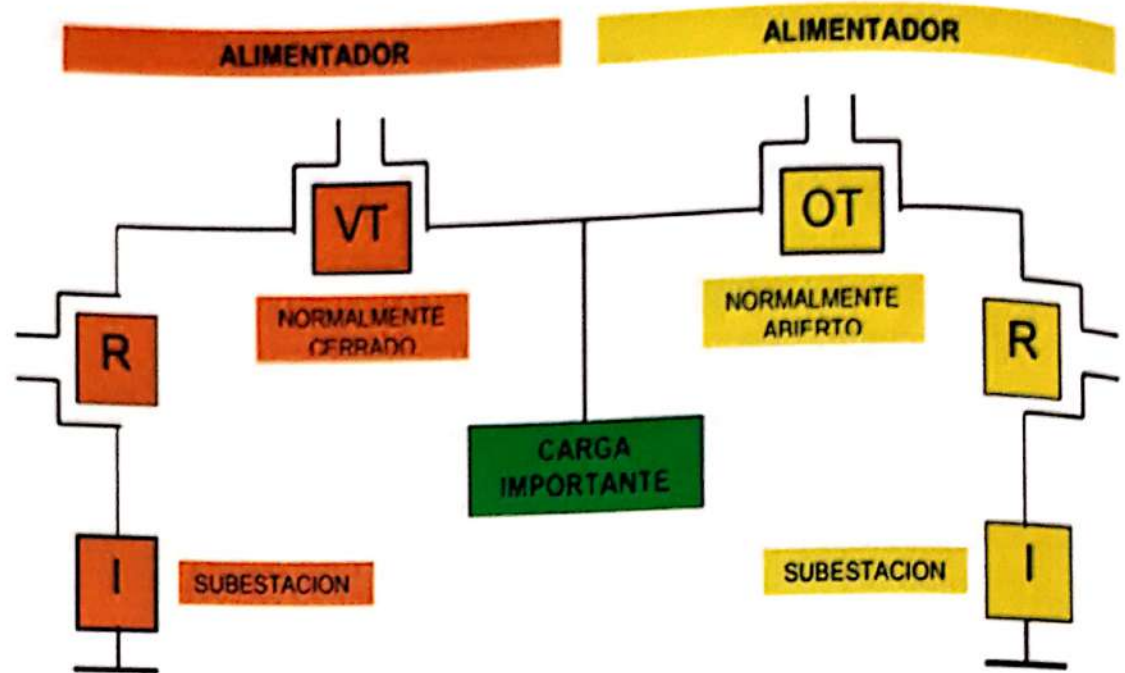 ALIMENTADOR
ALIMENTADOR
VT
OT
NORMALMENTE
CERRADO
NORMALMENTE
ABIERTO
R
R
CARGA
IMPORTANTE
I
SUBESTACION
SUBESTACION
I